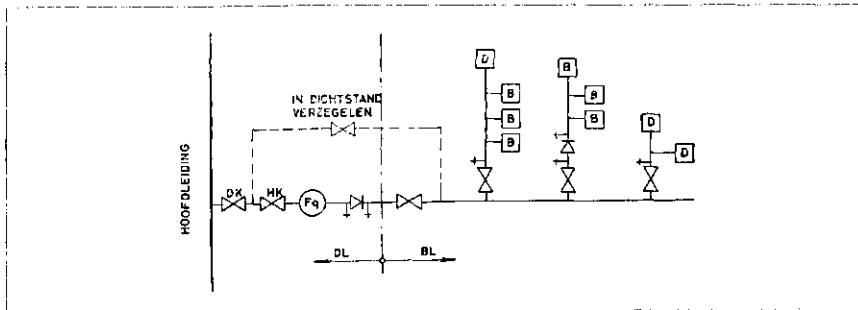 IN DICHTSTAND
VERZEGELEN
HOOFDLEIDING
DK
HK
Fq
DL
BL
D
B
B
B
B
B
B
D
D